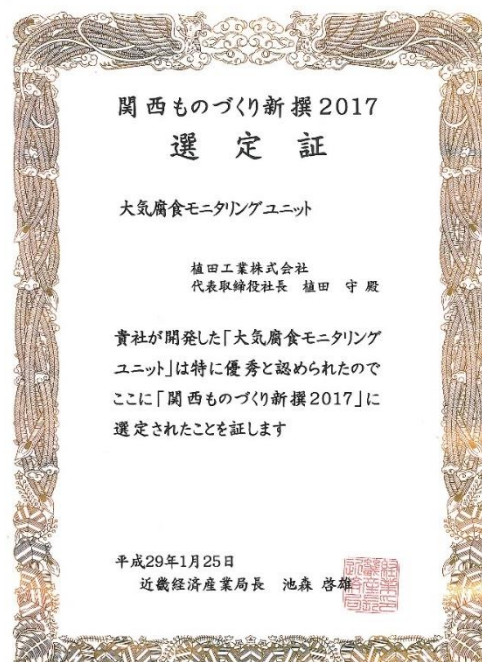 関西ものづくり新撰2017
選定証
大気腐食モニタリングユニット
植田工業株式会社
代表取締役社長 植田 守 殿
貴社が開発した「大気腐食モニタリング
ユニット」は特に優秀と認められたので
ここに「関西ものづくり新撰2017」に
選定されたことを証します
平成29年1月25日
近畿経済産業局長 池森 啓雄